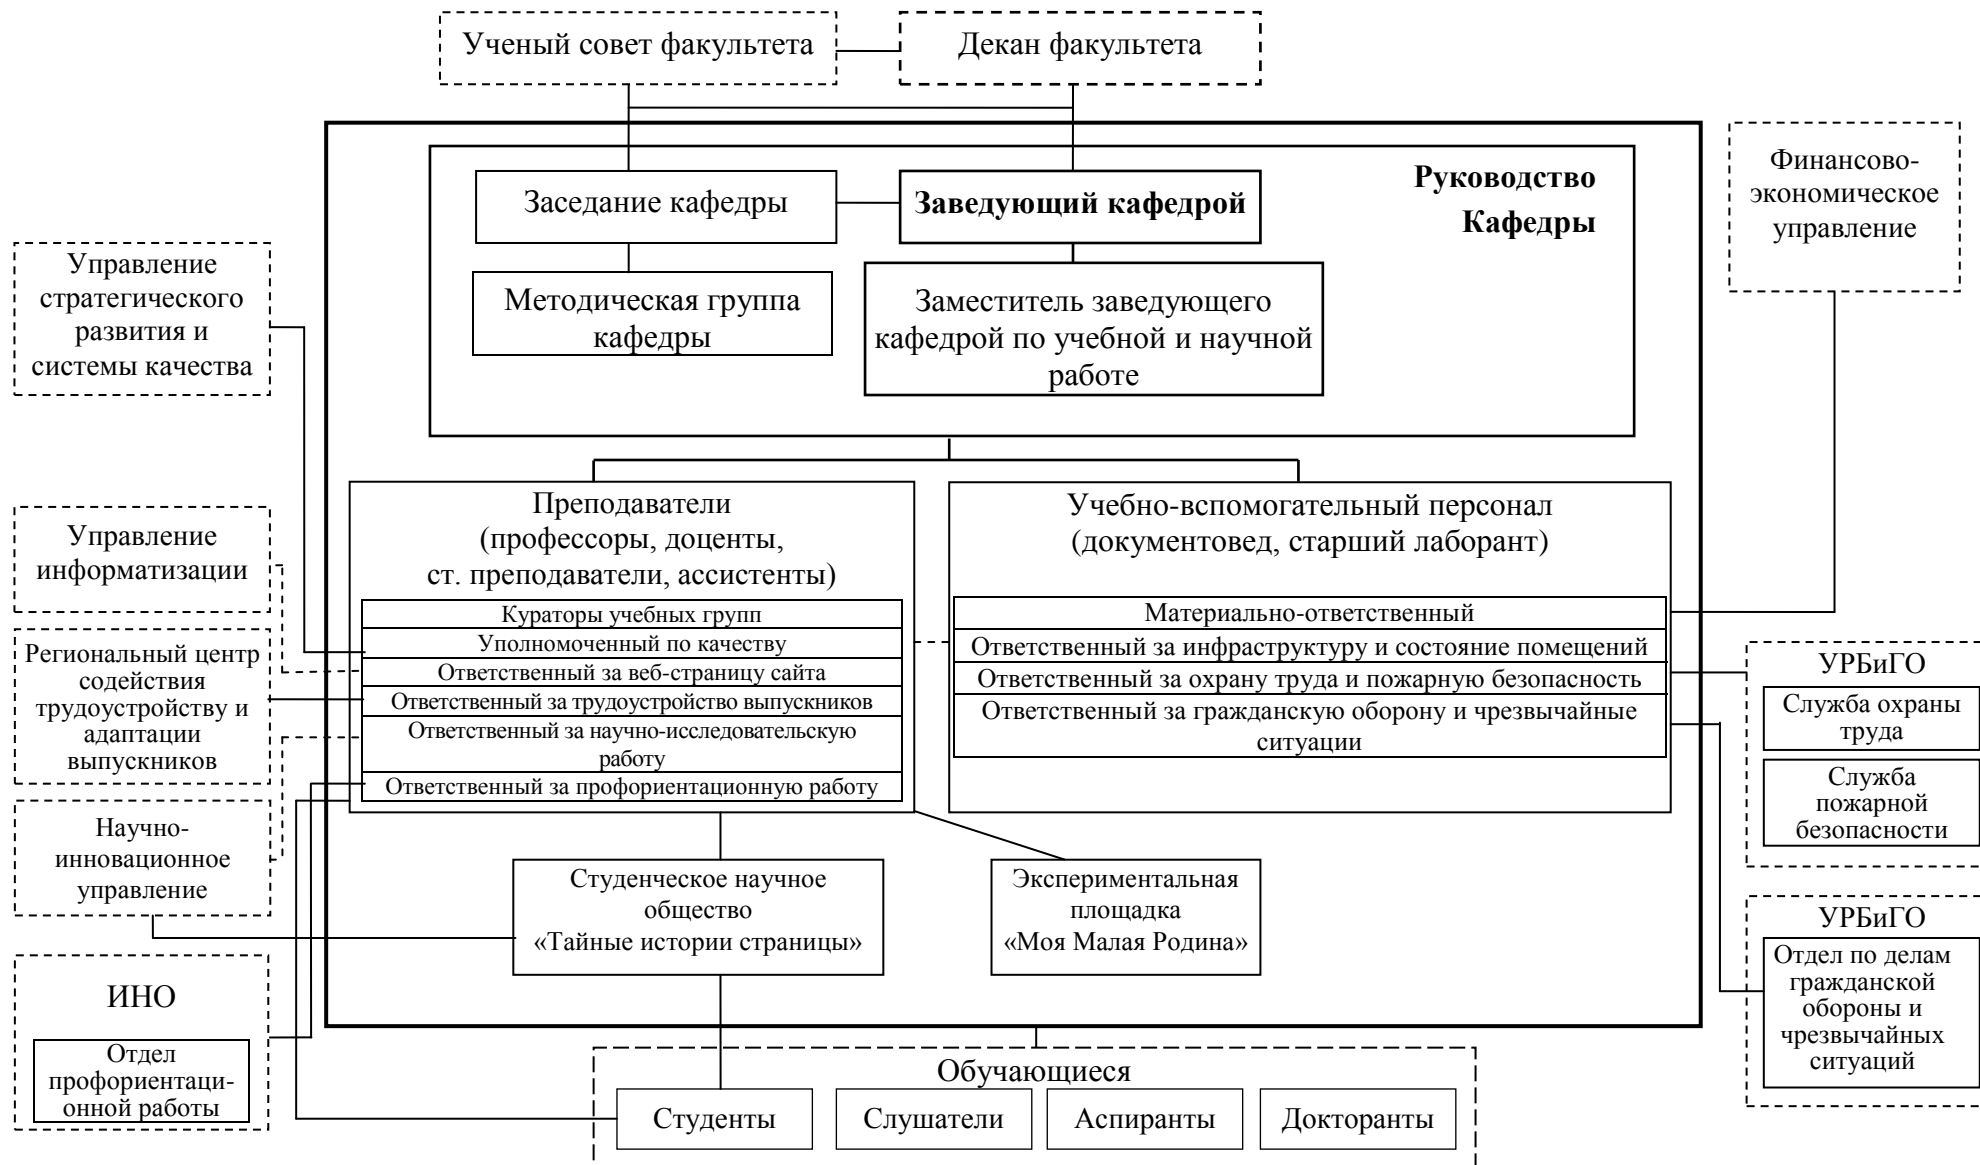 Ученый совет факультета
Декан факультета
Руководство
Кафедры
Заседание кафедры
Заведующий кафедрой
Методическая группа
кафедры
Заместитель заведующего
кафедрой по учебной и научной
работе
Финансово-
экономическое
управление
Управление
стратегического
развития и
системы качества
Управление
информатизации
Региональный центр
содействия
трудоустройству и
адаптации
выпускников
Научно-
инновационное
управление
ИНО
Отдел
профориентаци-
онной работы
Преподаватели
(профессоры, доценты,
ст. преподаватели, ассистенты)
Кураторы учебных групп
Уполномоченный по качеству
Ответственный за веб-страницу сайта
Ответственный за трудоустройство выпускников
Ответственный за научно-исследовательскую
работу
Ответственный за профориентационную работу
Учебно-вспомогательный персонал
(документовед, старший лаборант)
Материально-ответственный
Ответственный за инфраструктуру и состояние помещений
Ответственный за охрану труда и пожарную безопасность
Ответственный за гражданскую оборону и чрезвычайные
ситуации
УРБиГО
Служба охраны
труда
Служба
пожарной
безопасности
УРБиГО
Отдел по делам
гражданской
обороны и
чрезвычайных
ситуаций
Студенческое научное
общество
«Тайные истории страницы»
Экспериментальная
площадка
«Моя Малая Родина»
Обучающиеся
Студенты
Слушатели
Аспиранты
Докторанты